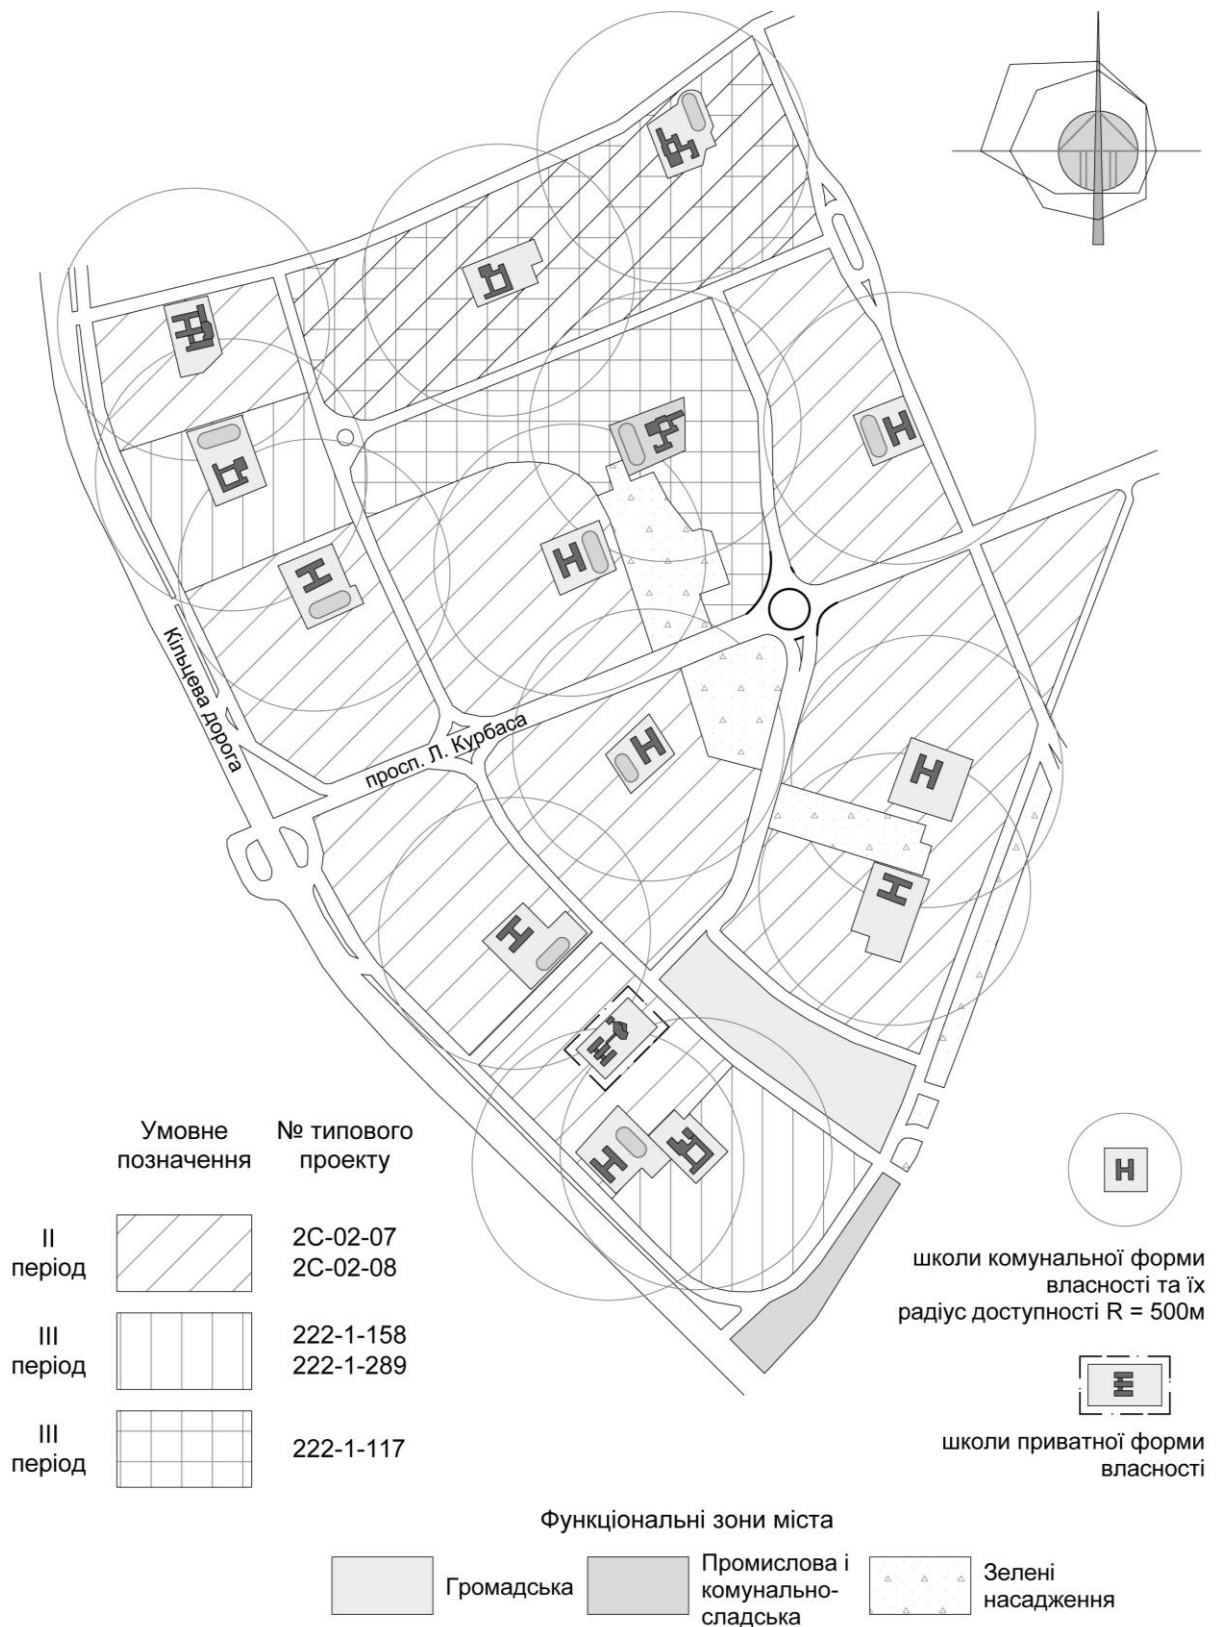 Кільцева дорога
просп. Л. Курбаса
Умовне
позначення
№ типового
проекту
II
період
2С-02-07
2С-02-08
III
період
222-1-158
222-1-289
III
період
222-1-117
школи комунальної форми
власності та їх
радіус доступності R = 500м
школи приватної форми
власності
Функціональні зони міста
Громадська
Промислова і
комунально-
сладська
Зелені
насадження